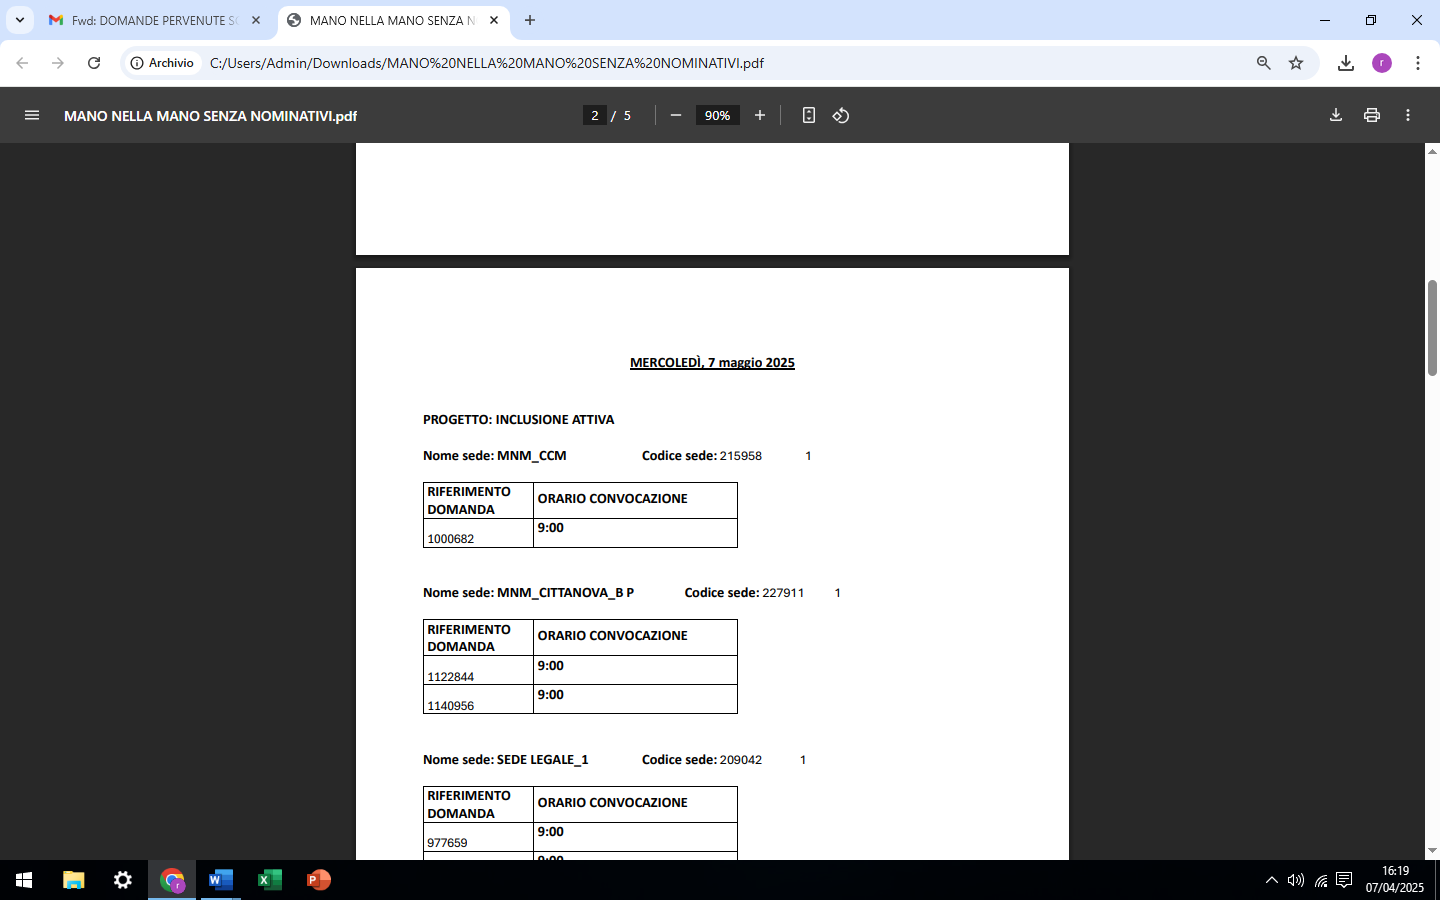 Fwd: DOMANDE PERVENUTE SC
MANO NELLA MANO SENZA N
Archivio
C:/Users/Admin/Downloads/MANO%20NELLA%20MANO%20SENZA%20NOMINATIVI.pdf
r
MANO NELLA MANO SENZA NOMINATIVI.pdf
2 / 5
90%
MERCOLEDÌ, 7 maggio 2025
PROGETTO: INCLUSIONE ATTIVA
Nome sede: MNM_CCM Codice sede: 215958 1
RIFERIMENTO DOMANDA ORARIO CONVOCAZIONE
1000682 9:00
Nome sede: MNM_CITTANOVA_B P Codice sede: 227911 1
RIFERIMENTO DOMANDA ORARIO CONVOCAZIONE
1122844 9:00
1140956 9:00
Nome sede: SEDE LEGALE_1 Codice sede: 209042 1
RIFERIMENTO DOMANDA ORARIO CONVOCAZIONE
977659 9:00
9:00
16:19
07/04/2025